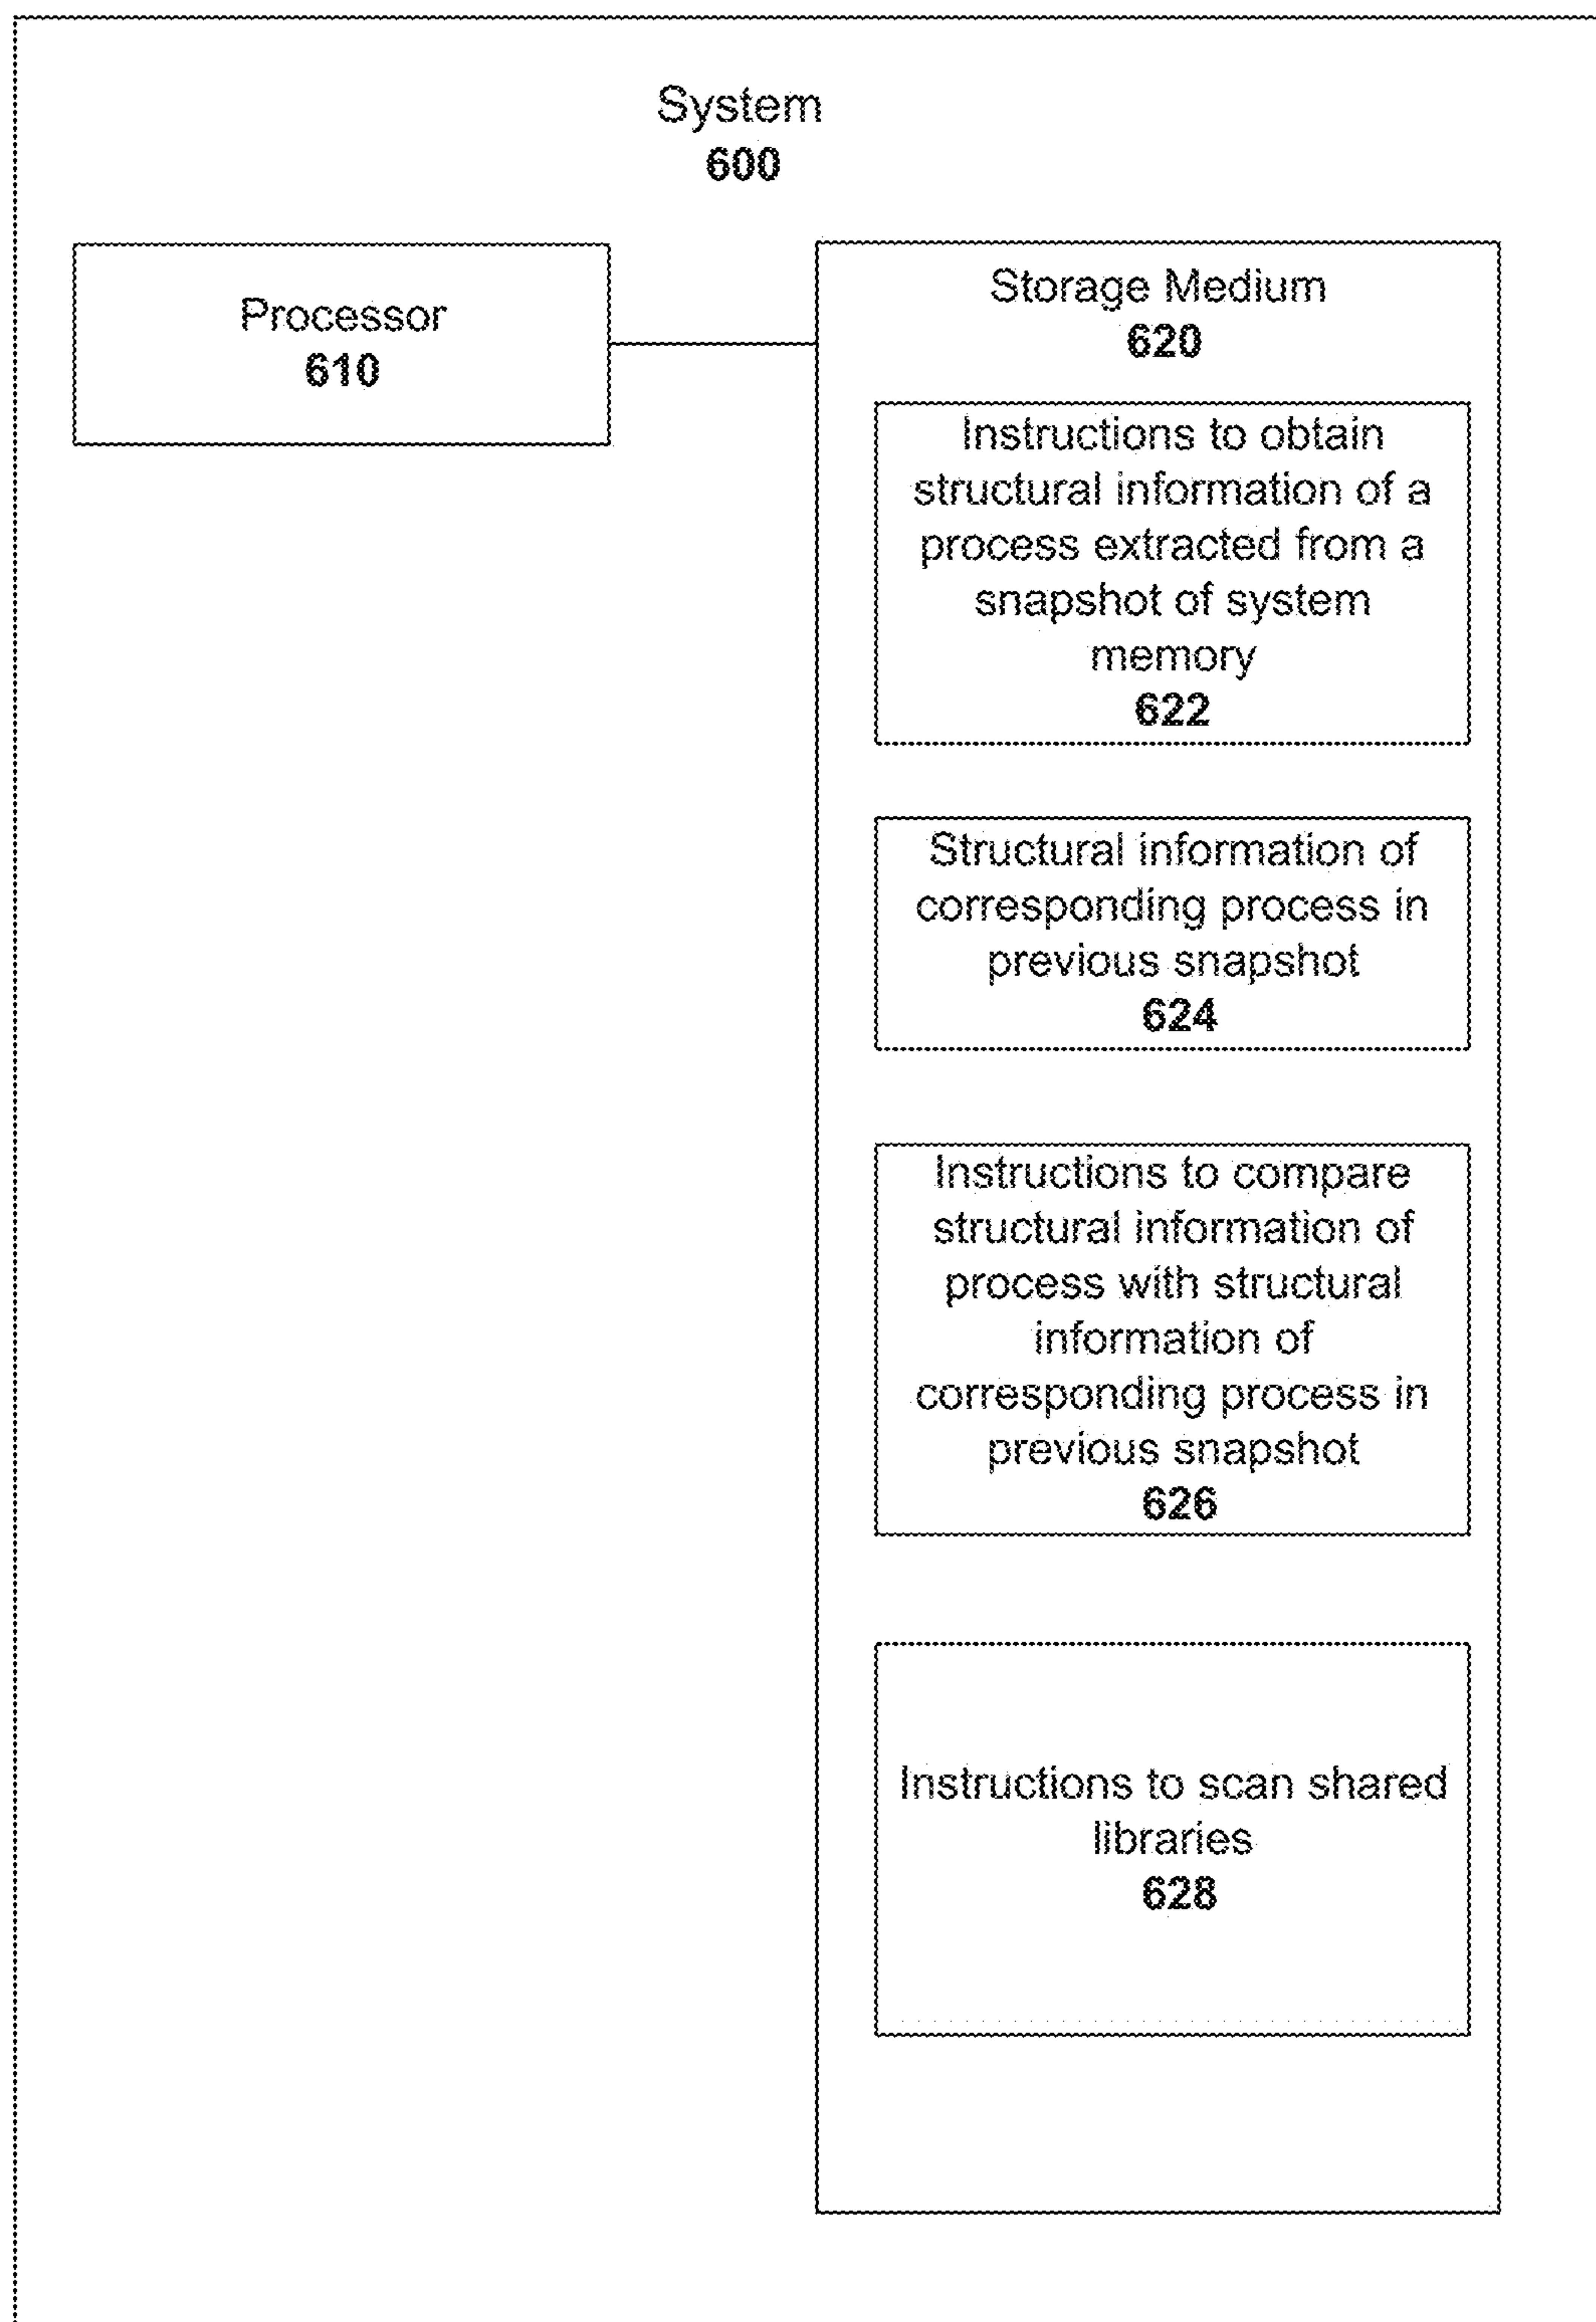 System
600
Processor
610
Storage Medium
620
Instructions to obtain
structural information of a
process extracted from a
snapshot of system
memory
622
Structural information of
corresponding process in
previous snapshot
624
Instructions to compare
structural information of
process with structural
information of
corresponding process in
previous snapshot
626
Instructions to scan shared
libraries
628